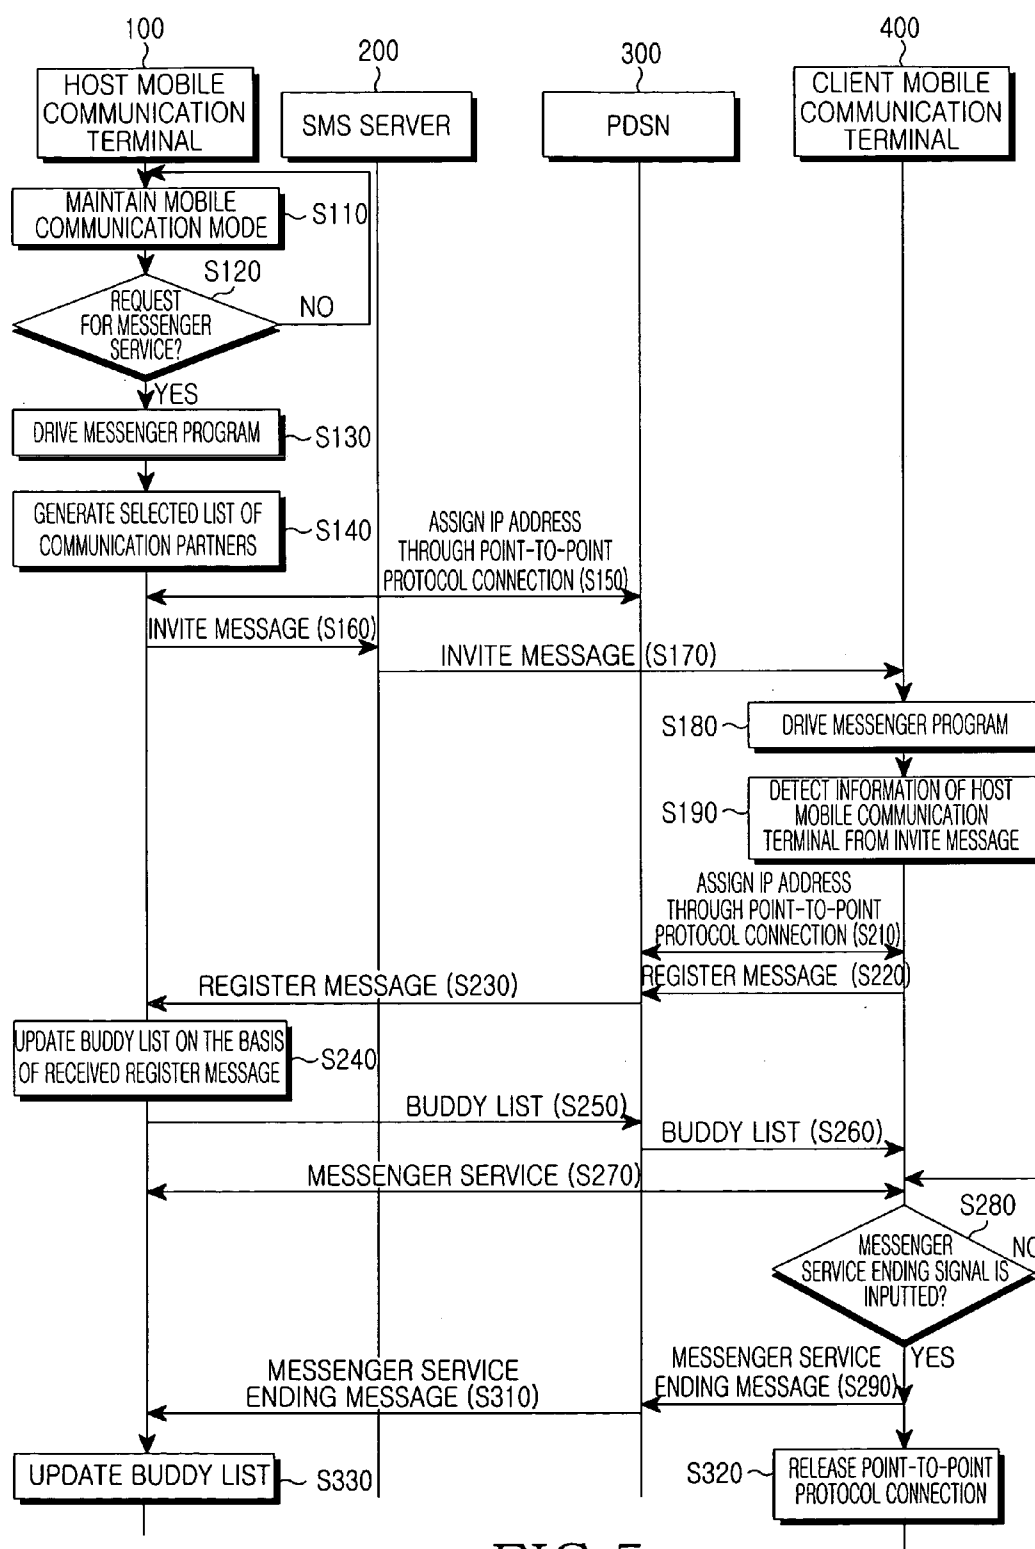 100
200
300
400
HOST MOBILE
COMMUNICATION
TERMINAL
SMS SERVER
PDSN
CLIENT MOBILE
COMMUNICATION
TERMINAL
MAINTAIN MOBILE
COMMUNICATION MODE
S110
S120
REQUEST
FOR MESSENGER
SERVICE?
NO
YES
DRIVE MESSENGER PROGRAM
S130
GENERATE SELECTED LIST OF
COMMUNICATION PARTNERS
S140
ASSIGN IP ADDRESS
THROUGH POINT-TO-POINT
PROTOCOL CONNECTION (S150)
INVITE MESSAGE (S160)
INVITE MESSAGE (S170)
S180
DRIVE MESSENGER PROGRAM
S190
DETECT INFORMATION OF HOST
MOBILE COMMUNICATION
TERMINAL FROM INVITE MESSAGE
ASSIGN IP ADDRESS
THROUGH POINT-TO-POINT
PROTOCOL CONNECTION (S210)
REGISTER MESSAGE (S220)
REGISTER MESSAGE (S230)
UPDATE BUDDY LIST ON THE BASIS
OF RECEIVED REGISTER MESSAGE
S240
BUDDY LIST (S250)
BUDDY LIST (S260)
MESSENGER SERVICE (S270)
S280
MESSENGER
SERVICE ENDING SIGNAL IS
INPUTTED?
NO
YES
MESSENGER SERVICE
ENDING MESSAGE (S290)
MESSENGER SERVICE
ENDING MESSAGE (S310)
S320
RELEASE POINT-TO-POINT
PROTOCOL CONNECTION
UPDATE BUDDY LIST
S330